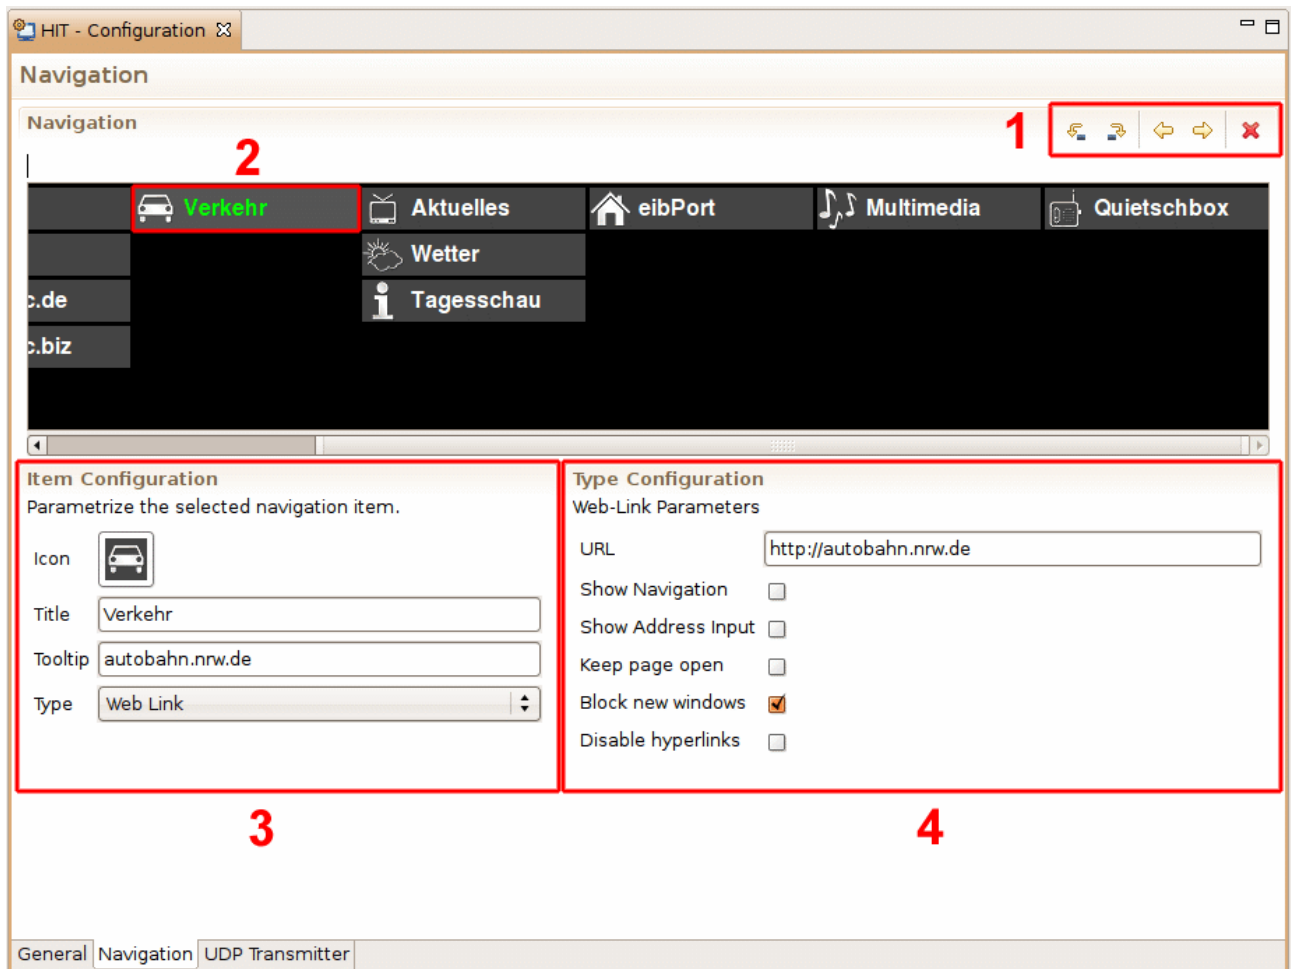 HIT - Configuration
Navigation
Navigation
1
2
Verkehr
Aktuelles
eibPort
Multimedia
Quietschbox
Wetter
c.de
Tagesschau
c.biz
Item Configuration
Parametrize the selected navigation item.
Icon
Title
Verkehr
Tooltip
autobahn.nrw.de
Type
Web Link
Type Configuration
Web-Link Parameters
URL
http://autobahn.nrw.de
Show Navigation
Show Address Input
Keep page open
Block new windows
Disable hyperlinks
3
4
General
Navigation
UDP Transmitter